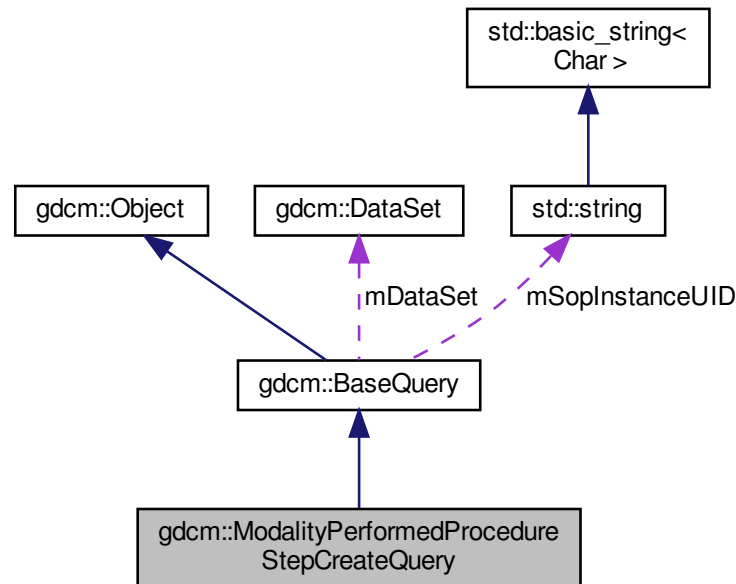 std::basic_string<
Char >
gdcm::Object
gdcm::DataSet
std::string
mDataSet
mSopInstanceUID
gdcm::BaseQuery
gdcm::ModalityPerformedProcedure
StepCreateQuery